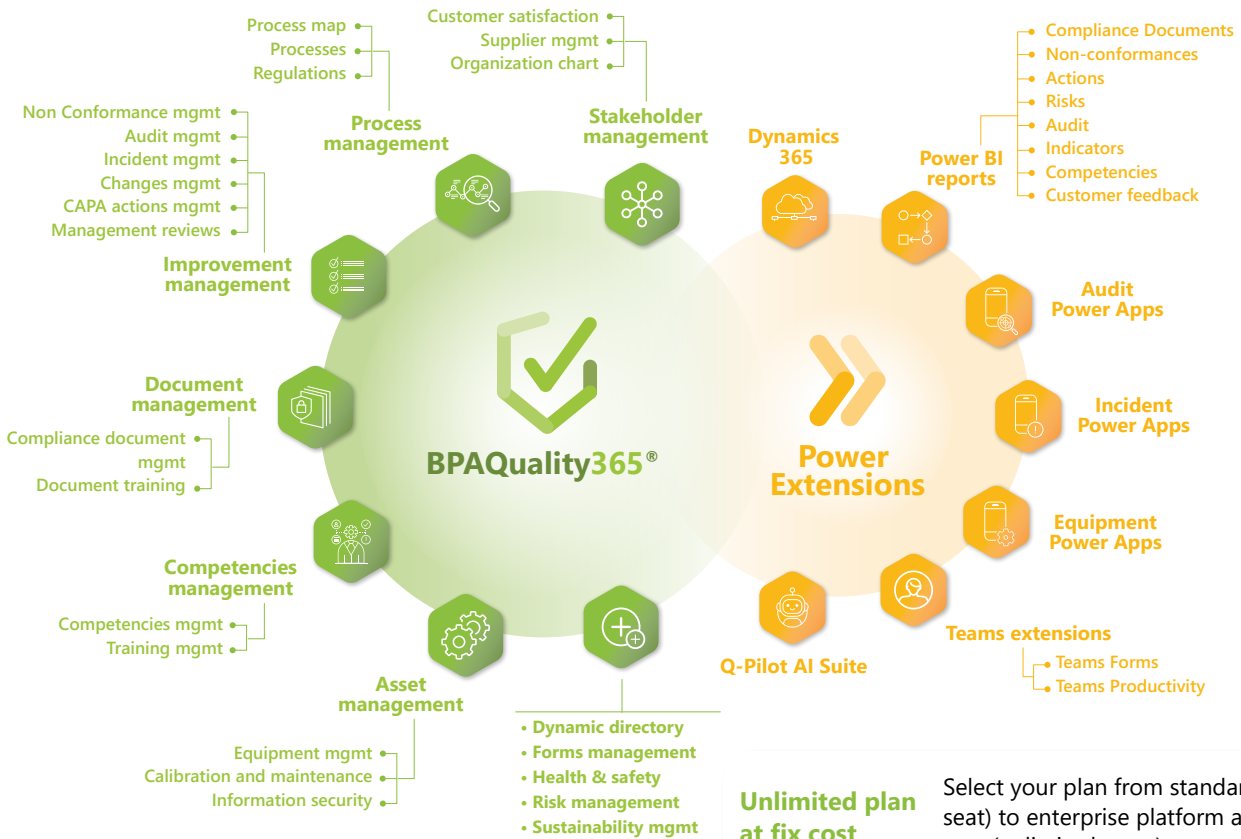 Process map
Processes
Regulations
Process
management
Customer satisfaction
Supplier mgmt
Organization chart
Stakeholder
management
Non Conformance mgmt
Audit mgmt
Incident mgmt
Changes mgmt
CAPA actions mgmt
Management reviews
Improvement
management
Document
management
Compliance document
mgmt
Document training
Competencies
management
Competencies mgmt
Training mgmt
Asset
management
Equipment mgmt
Calibration and maintenance
Information security
• Dynamic directory
• Forms management
• Health & safety
• Risk management
• Sustainability mgmt
BPAQuality365®
Dynamics
365
Power BI
reports
Compliance Documents
Non-conformances
Actions
Risks
Audit
Indicators
Competencies
Customer feedback
Audit
Power Apps
Incident
Power Apps
Equipment
Power Apps
Teams extensions
Teams Forms
Teams Productivity
Q-Pilot AI Suite
Power
Extensions
Unlimited plan
at fix cost
Select your plan from standar
seat) to enterprise platform a